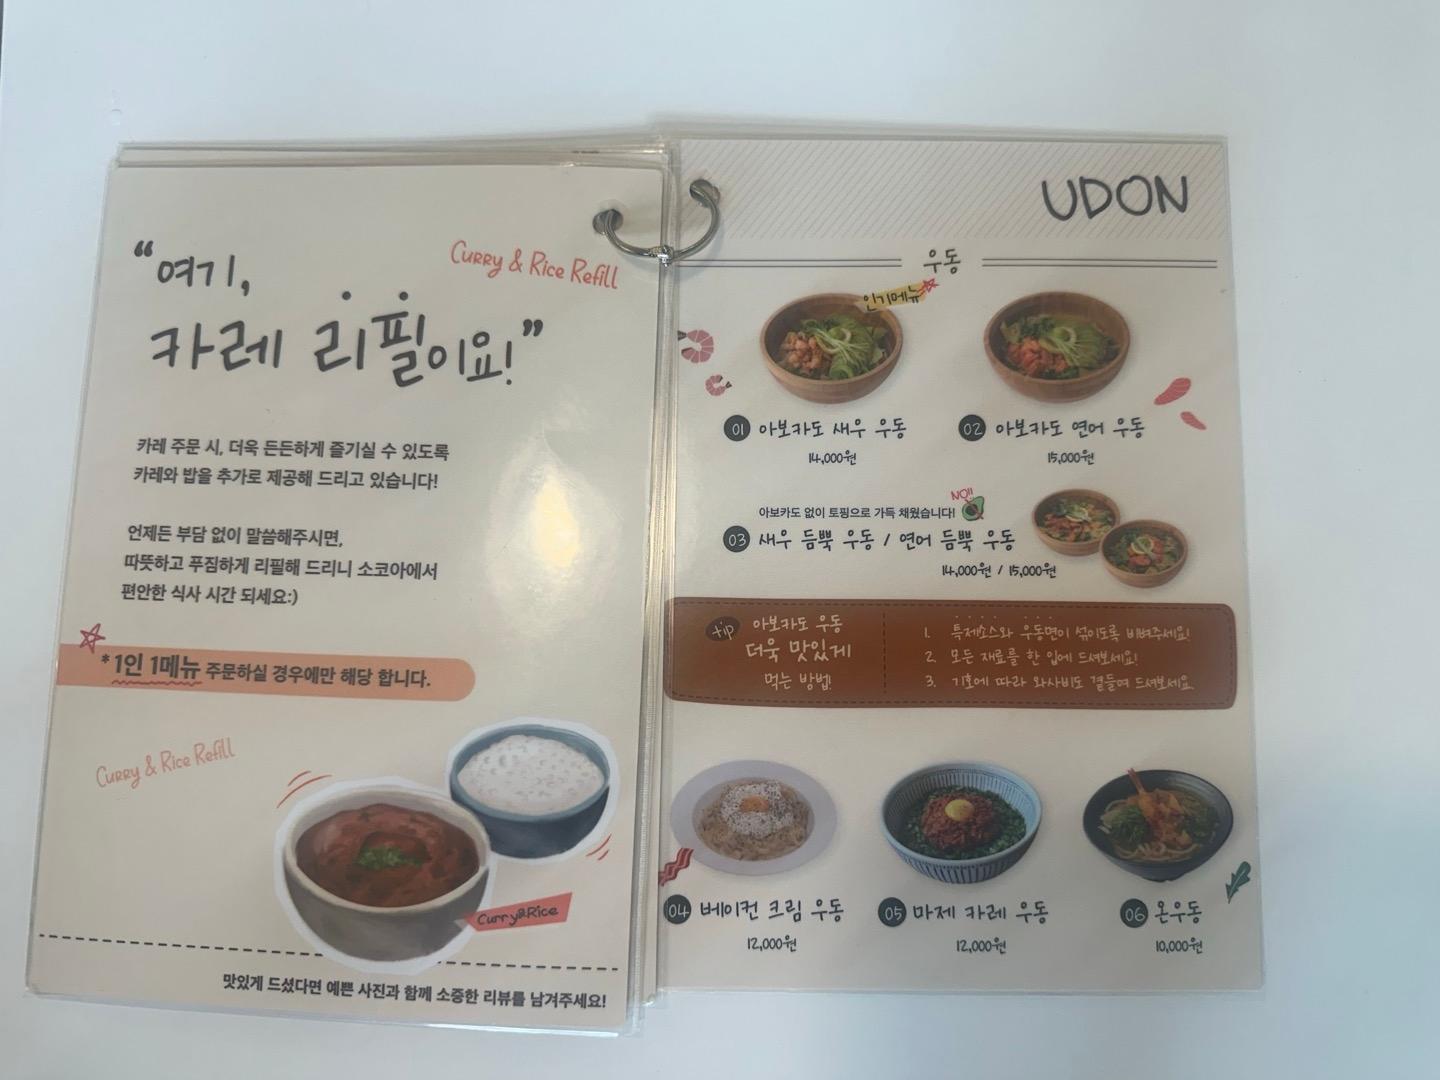 Curry & Rice Refill
“여기,
카레 리필이요!”
카레 주문 시, 더욱 든든하게 즐기실 수 있도록
카레와 밥을 추가로 제공해 드리고 있습니다!
언제든 부담 없이 말씀해주시면,
따뜻하고 푸짐하게 리필해 드리니 소코아에서
편안한 식사 시간 되세요:)
*1인 1메뉴 주문하실 경우에만 해당 합니다.
Curry & Rice Refill
Curry&Rice
맛있게 드셨다면 예쁜 사진과 함께 소중한 리뷰를 남겨주세요!
UDON
우동
인기메뉴
01 아보카도 새우 우동
14,000원
02 아보카도 연어 우동
15,000원
NO!!
아보카도 없이 토핑으로 가득 채웠습니다!
03 새우 듬뿍 우동 / 연어 듬뿍 우동
14,000원 / 15,000원
tip
아보카도 우동
더욱 맛있게
먹는 방법!
1. 특제소스와 우동면이 섞이도록 비벼주세요!
2. 모든 재료를 한 입에 드셔보세요!
3. 기호에 따라 와사비도 곁들여 드셔보세요.
04 베이컨 크림 우동
12,000원
05 마제 카레 우동
12,000원
06 온우동
10,000원